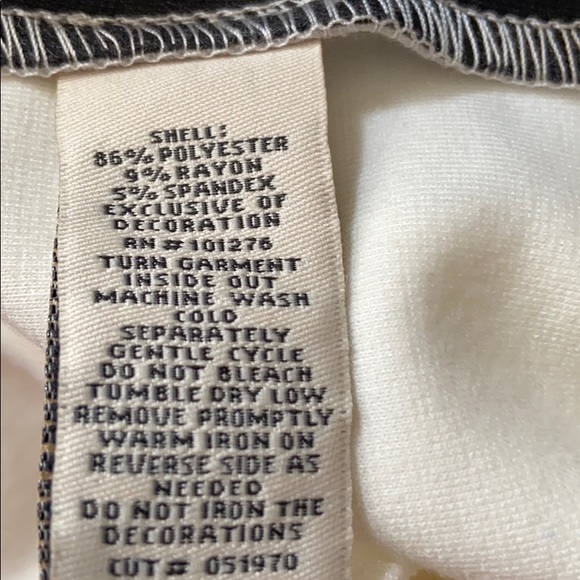 SHELL:
86% POLYESTER
9% RAYON
5% SPANDEX
EXCLUSIVE OF
DECORATION
RN # 101276
TURN GARMENT
INSIDE OUT
MACHINE WASH
COLD
SEPARATELY
GENTLE CYCLE
DO NOT BLEACH
TUMBLE DRY LOW
REMOVE PROMPTLY
WARM IRON ON
REVERSE SIDE AS
NEEDED
DO NOT IRON THE
DECORATIONS
CUT# 051970